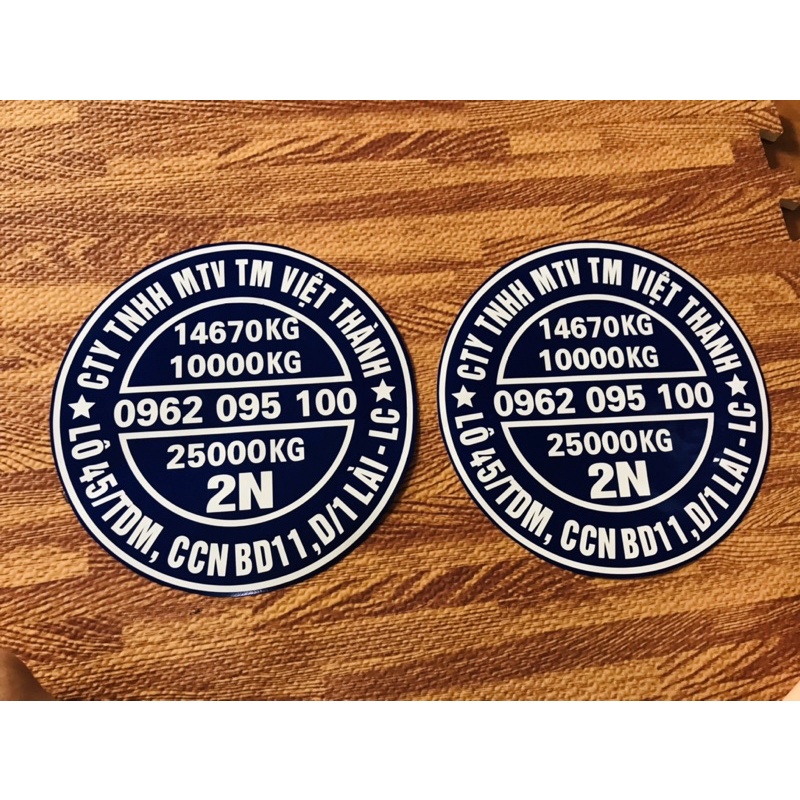 CTY TNHH MTV TM VIỆT THÀNH
14670KG
10000KG
0962 095 100
25000KG
2N
LÔ 45/TDM, CCN BD11,D/1 LÀI - LC
CTY TNHH MTV TM VIỆT THÀNH
14670KG
10000KG
0962 095 100
25000KG
2N
LÔ 45/TDM, CCN BD11,D/1 LÀI - LC